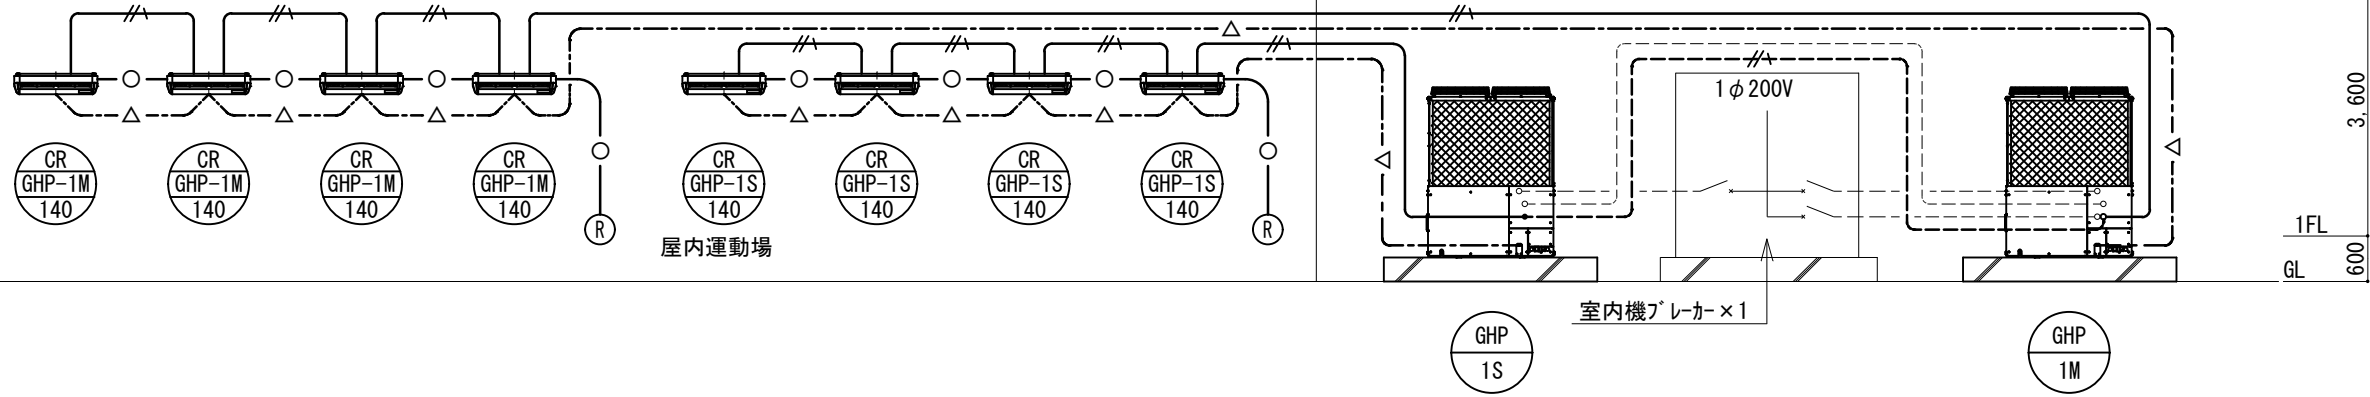 1φ200V
3,600
CR
GHP-1M
140
CR
GHP-1M
140
CR
GHP-1M
140
CR
GHP-1M
140
R
CR
GHP-1S
140
CR
GHP-1S
140
CR
GHP-1S
140
CR
GHP-1S
140
R
屋内運動場
1FL
600
GL
室内機ﾌﾞﾚｰｶｰ×1
GHP
1S
GHP
1M